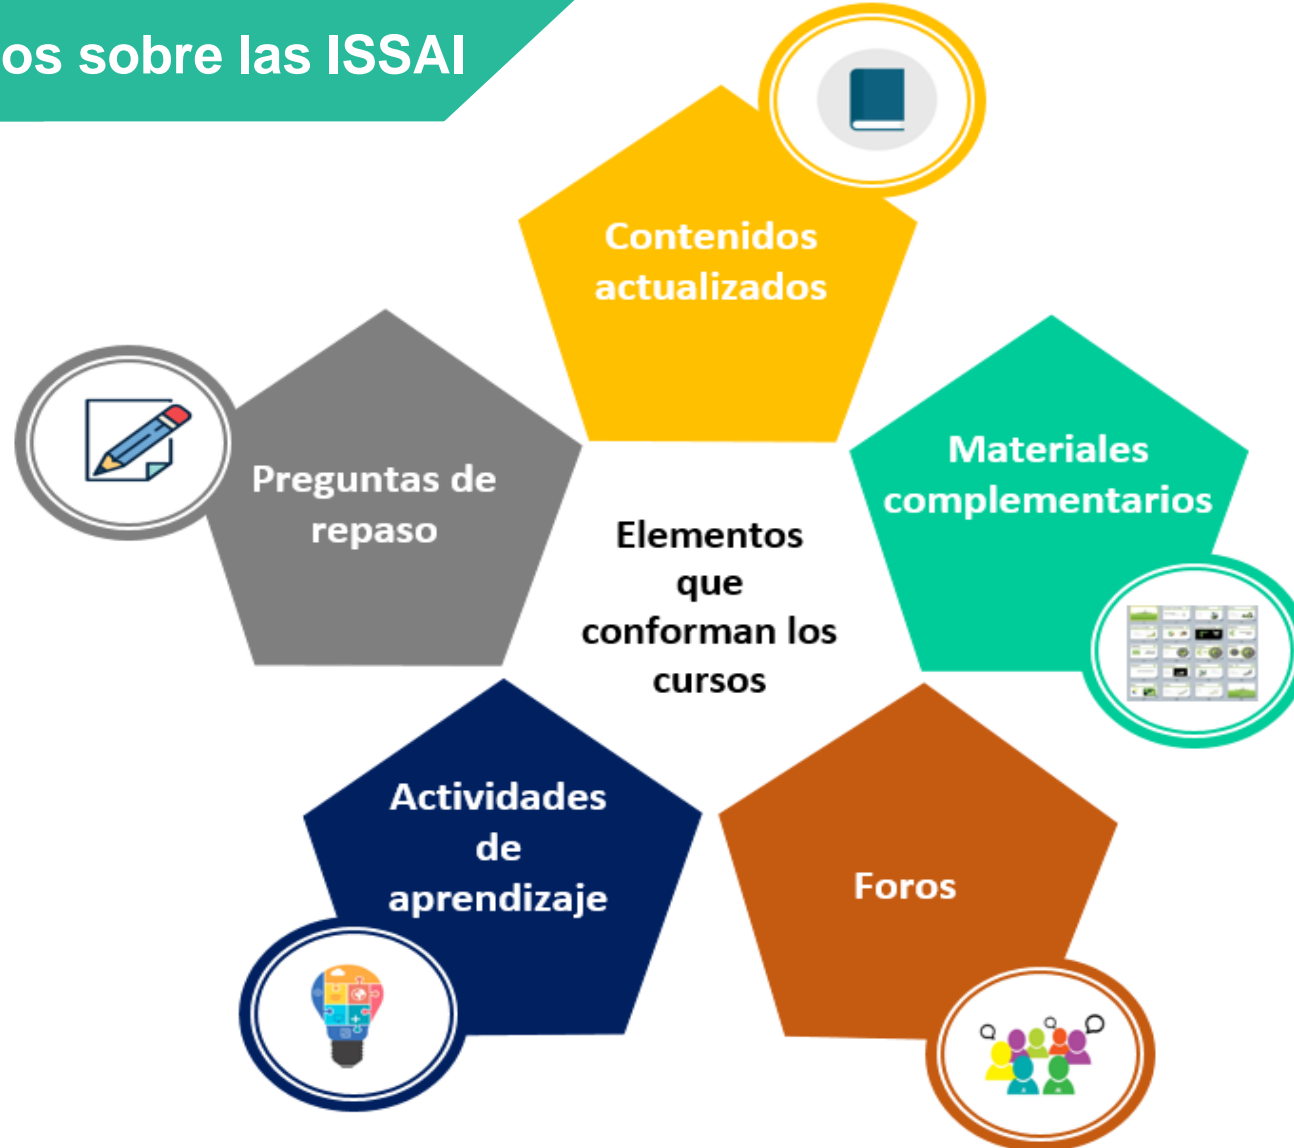 os sobre las ISSAI
Contenidos
actualizados
Materiales
complementarios
Preguntas de
repaso
Elementos
que
conforman los
cursos
Actividades
de
aprendizaje
Foros